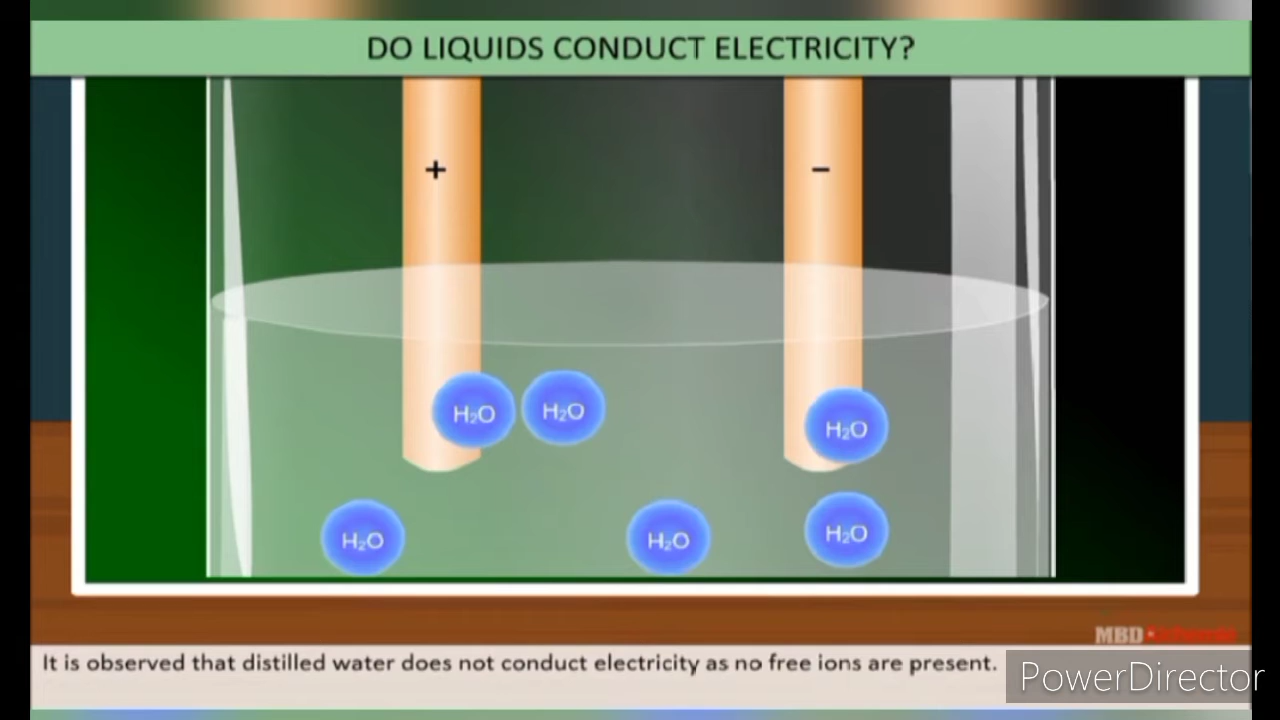 DO LIQUIDS CONDUCT ELECTRICITY?
+
−
H₂O
H₂O
H₂O
H₂O
H₂O
H₂O
MBD
It is observed that distilled water does not conduct electricity as no free ions are present.
PowerDirector